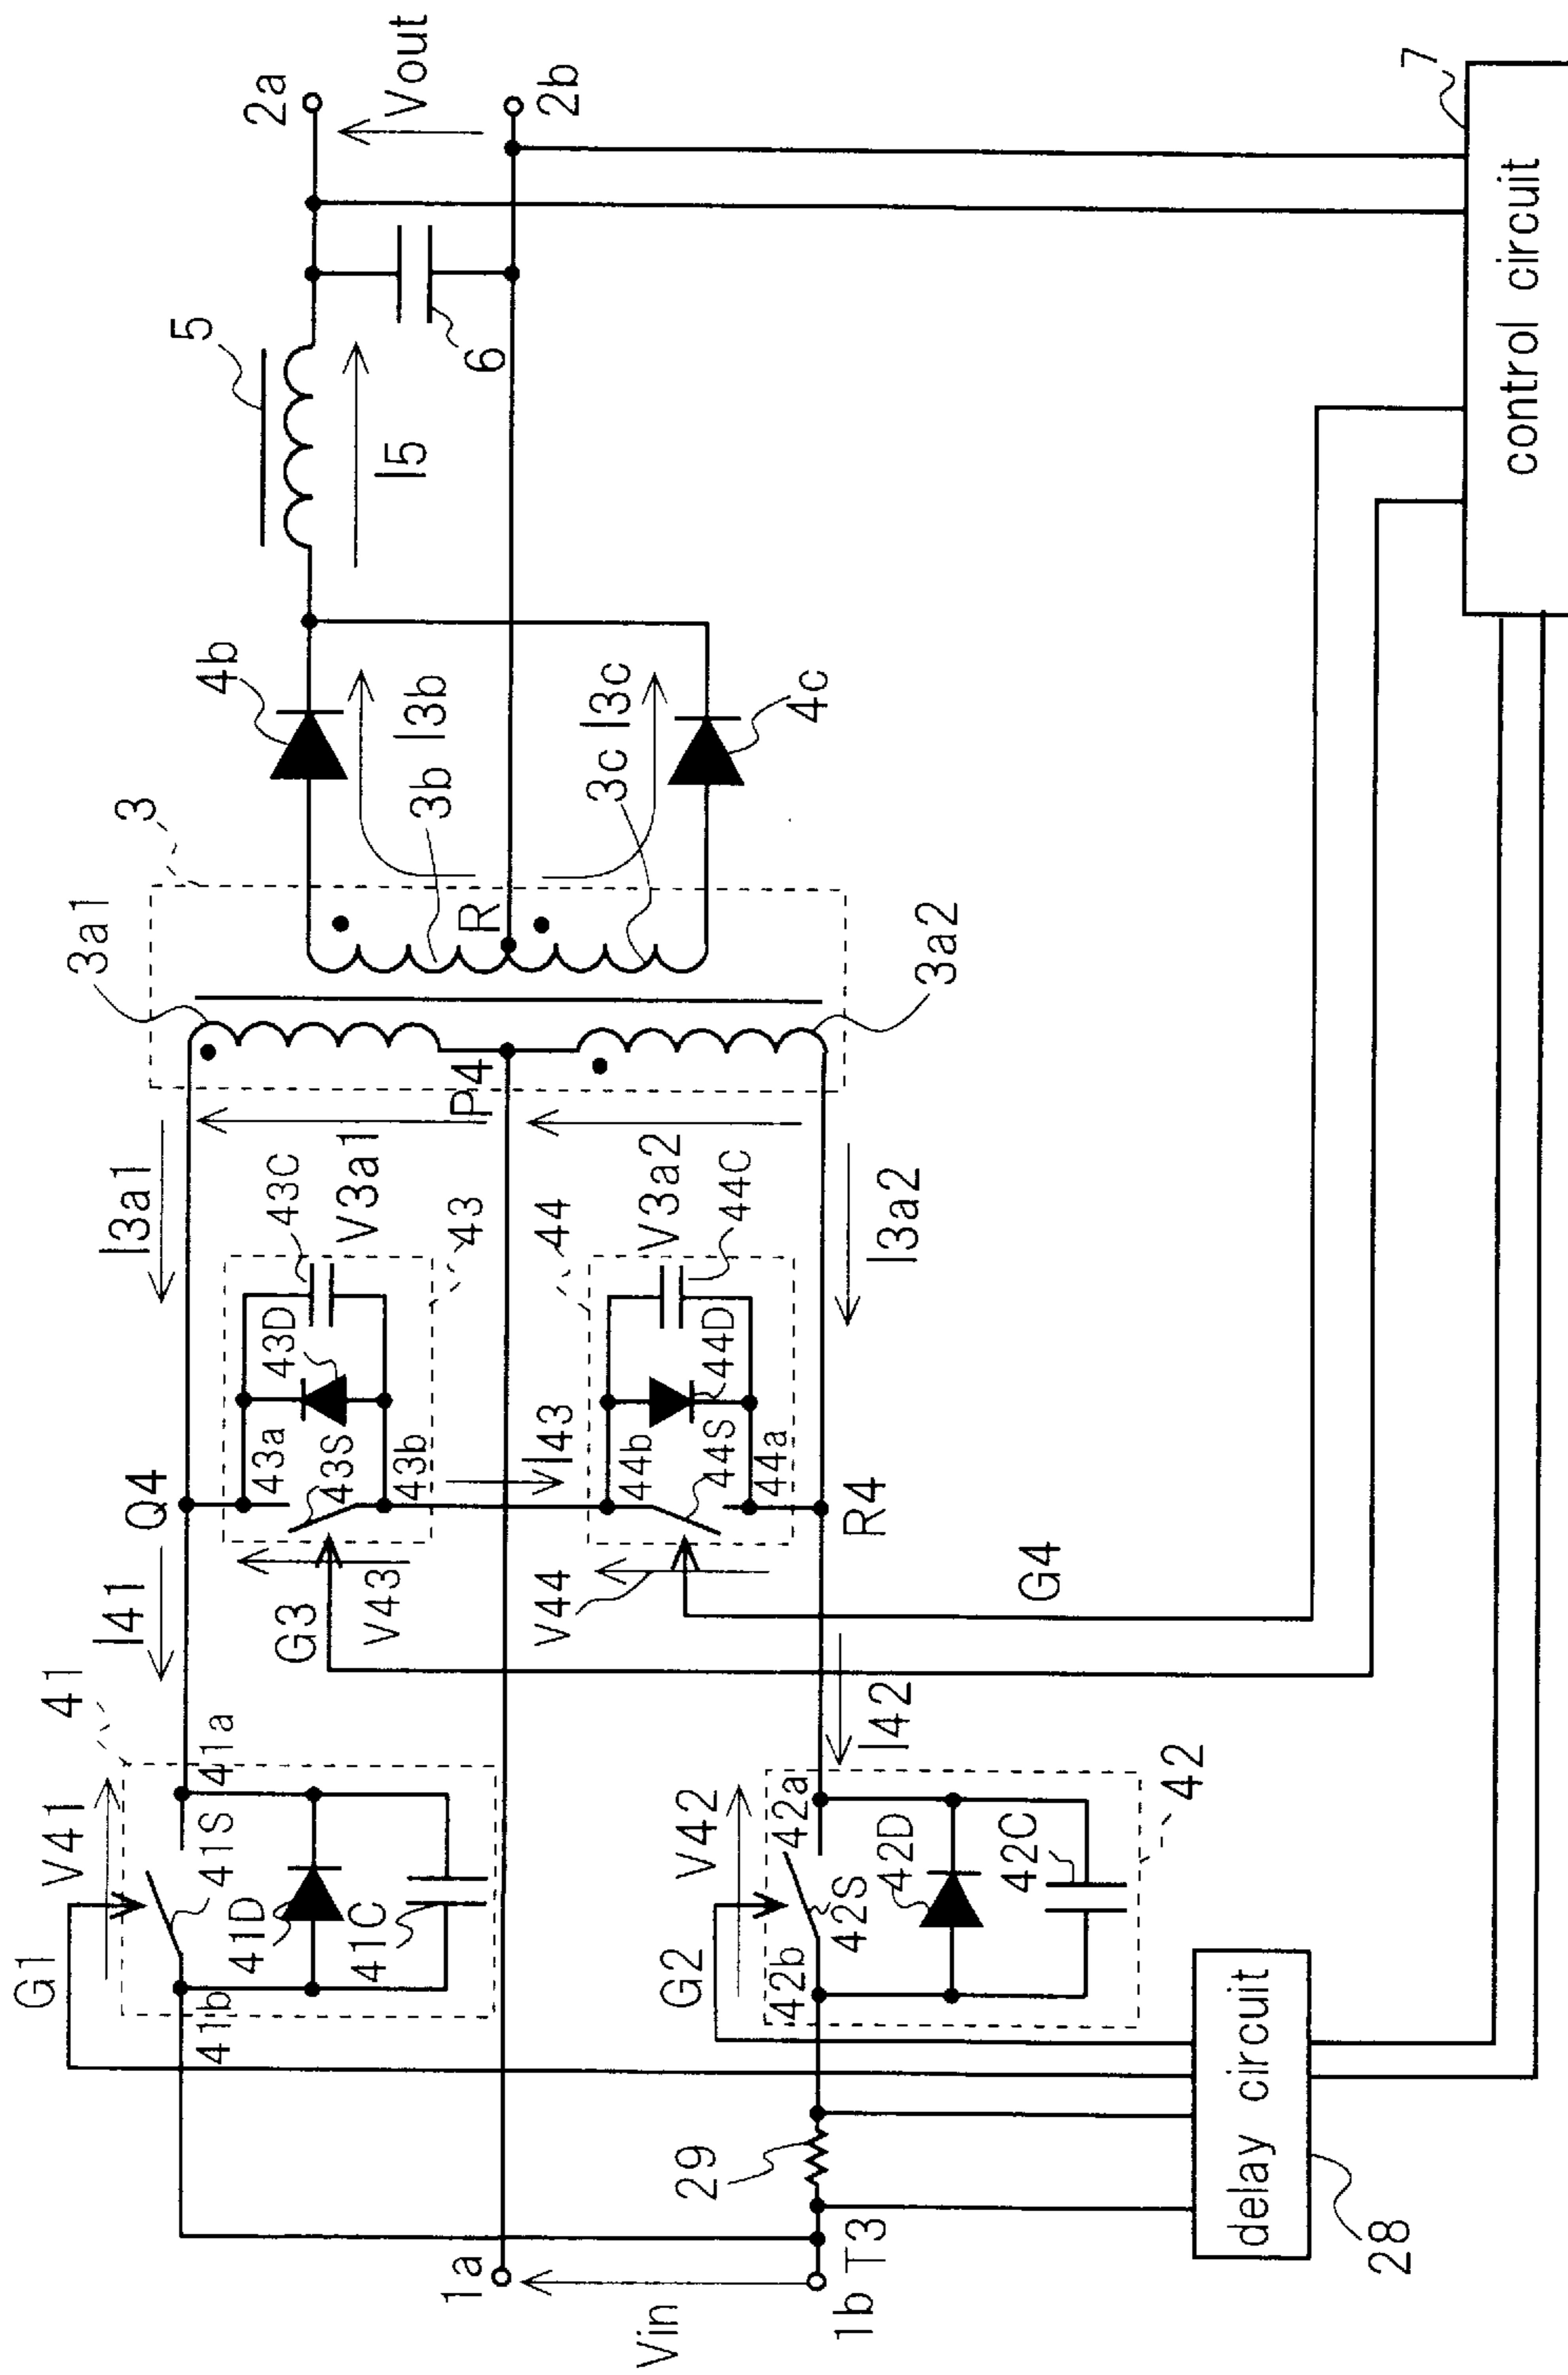 7
2a
Vout
2b
control circuit
5
I5
6
4b
I3b
3b
3c
I3c
4c
3
3a1
R
3a2
P4
I3a1
43C
V3a1
43
44
V3a2
44C
I3a2
43D
44D
Q4
43a
43S
43b
VI43
44b
44S
44a
R4
I41
G3
V43
V44
G4
41
I42
V41
41a
41S
41D
41C
V42
42a
42D
42C
42
G1
41b
G2
42b
42S
29
delay circuit
28
1a
Vin
1b
T3